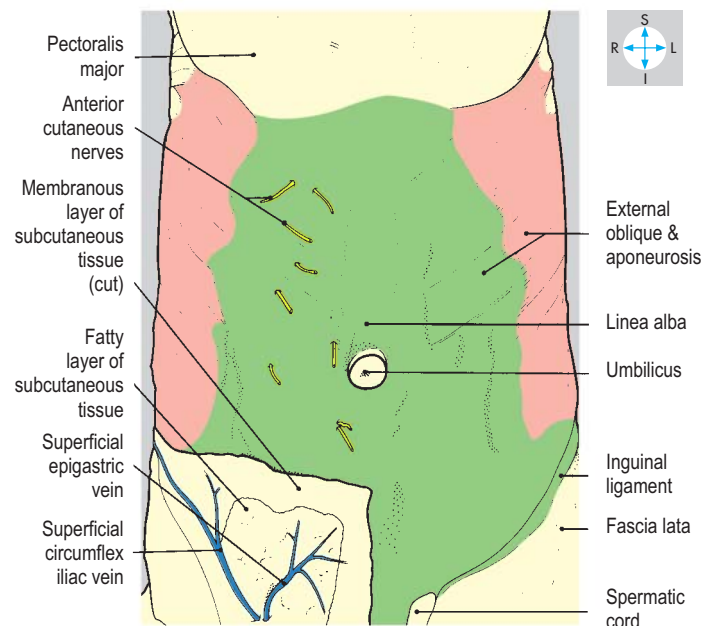 Pectoralis
major
Anterior
cutaneous
nerves
Membranous
layer of
subcutaneous
tissue
(cut)
Fatty
layer of
subcutaneous
tissue
Superficial
epigastric
vein
Superficial
circumflex
iliac vein
S
R L
I
External
oblique &
aponeurosis
Linea alba
Umbilicus
Inguinal
ligament
Fascia lata
Spermatic
cord